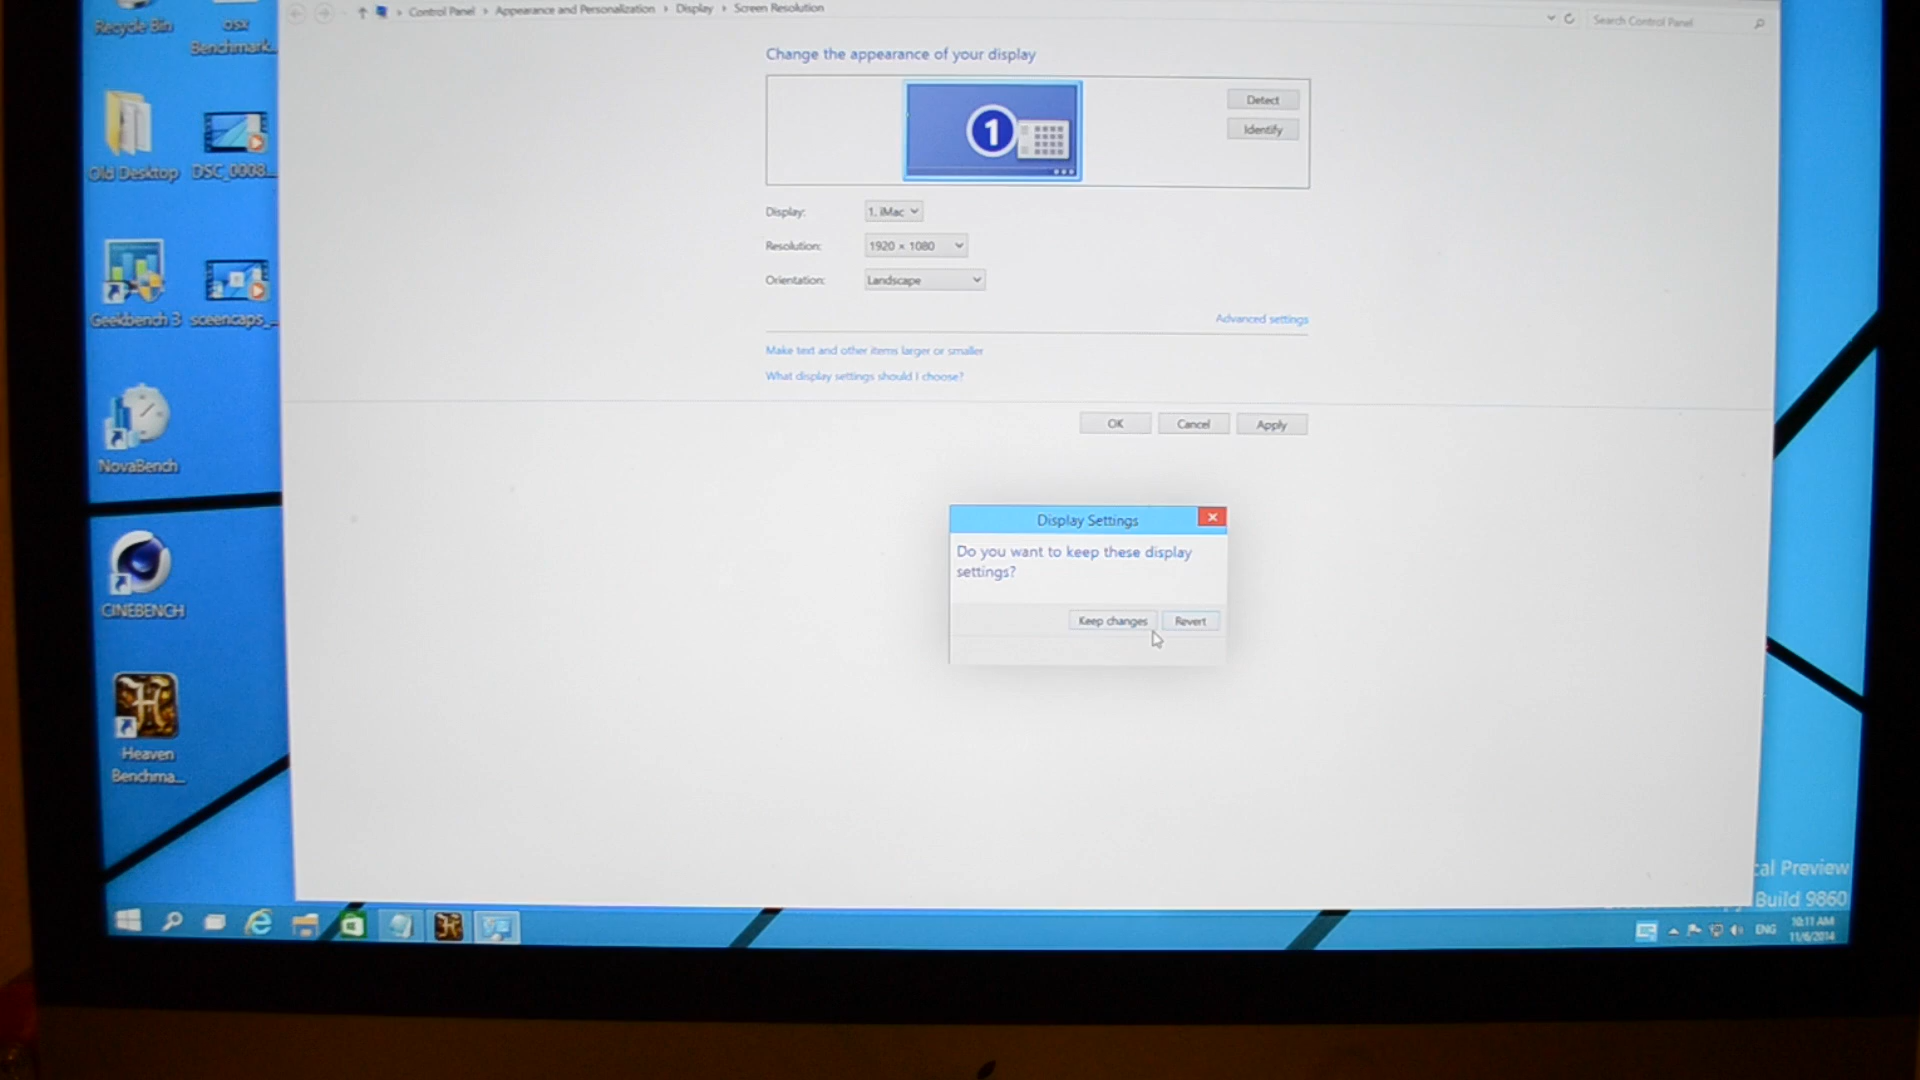 Control Panel › Appearance and Personalization › Display › Screen Resolution
Search Control Panel
Recycle Bin
osx
Benchmark...
Old Desktop
DSC_0008...
Geekbench 3
sceencaps_...
NovaBench
CINEBENCH
Heaven
Benchma...
Change the appearance of your display
1
Detect
Identify
Display:
1. iMac
Resolution:
1920 × 1080
Orientation:
Landscape
Advanced settings
Make text and other items larger or smaller
What display settings should I choose?
OK
Cancel
Apply
Display Settings
Do you want to keep these display
settings?
Keep changes
Revert
cal Preview
Build 9860
ENG
10:11 AM
11/6/2014